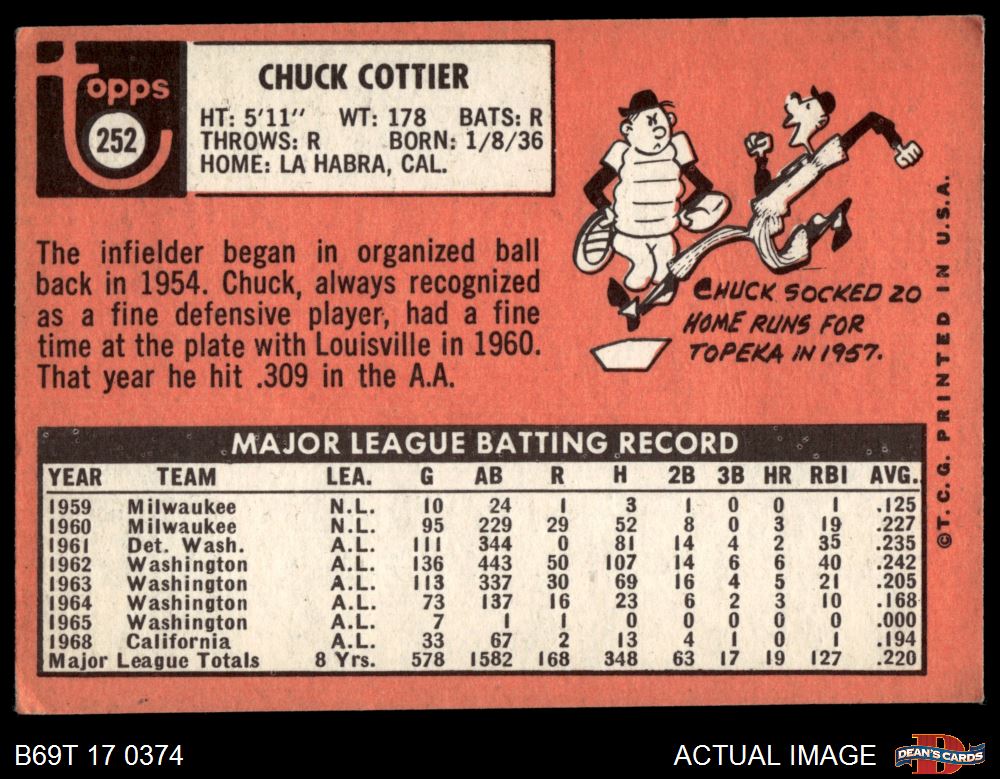 topps
252
CHUCK COTTIER
HT: 5'11" WT: 178 BATS: R
THROWS: R BORN: 1/8/36
HOME: LA HABRA, CAL.
The infielder began in organized ball
back in 1954. Chuck, always recognized
as a fine defensive player, had a fine
time at the plate with Louisville in 1960.
That year he hit .309 in the A.A.
CHUCK SOCKED 20
HOME RUNS FOR
TOPEKA IN 1957.
©T.C.G. PRINTED IN U.S.A.
MAJOR LEAGUE BATTING RECORD
YEAR TEAM LEA. G AB R H 2B 3B HR RBI AVG.
1959 Milwaukee N.L. 10 24 1 3 1 0 0 1 .125
1960 Milwaukee N.L. 95 229 29 52 8 0 3 19 .227
1961 Det. Wash. A.L. 111 344 0 81 14 4 2 35 .235
1962 Washington A.L. 136 443 50 107 14 6 6 40 .242
1963 Washington A.L. 113 337 30 69 16 4 5 21 .205
1964 Washington A.L. 73 137 16 23 6 2 3 10 .168
1965 Washington A.L. 7 1 1 0 0 0 0 0 .000
1968 California A.L. 33 67 2 13 4 1 0 1 .194
Major League Totals 8 Yrs. 578 1582 168 348 63 17 19 127 .220
B69T 17 0374
ACTUAL IMAGE
D
DEAN'S CARDS